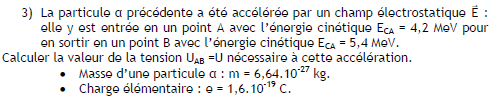 3) La particule α précédente a été accélérée par un champ électrostatique E⃗ :
elle y est entrée en un point A avec l’énergie cinétique ECA = 4,2 MeV pour
en sortir en un point B avec l’énergie cinétique ECA = 5,4 MeV.
Calculer la valeur de la tension UAB =U nécessaire à cette accélération.
• Masse d’une particule α : m = 6,64.10⁻²⁷ kg.
• Charge élémentaire : e = 1,6.10⁻¹⁹ C.